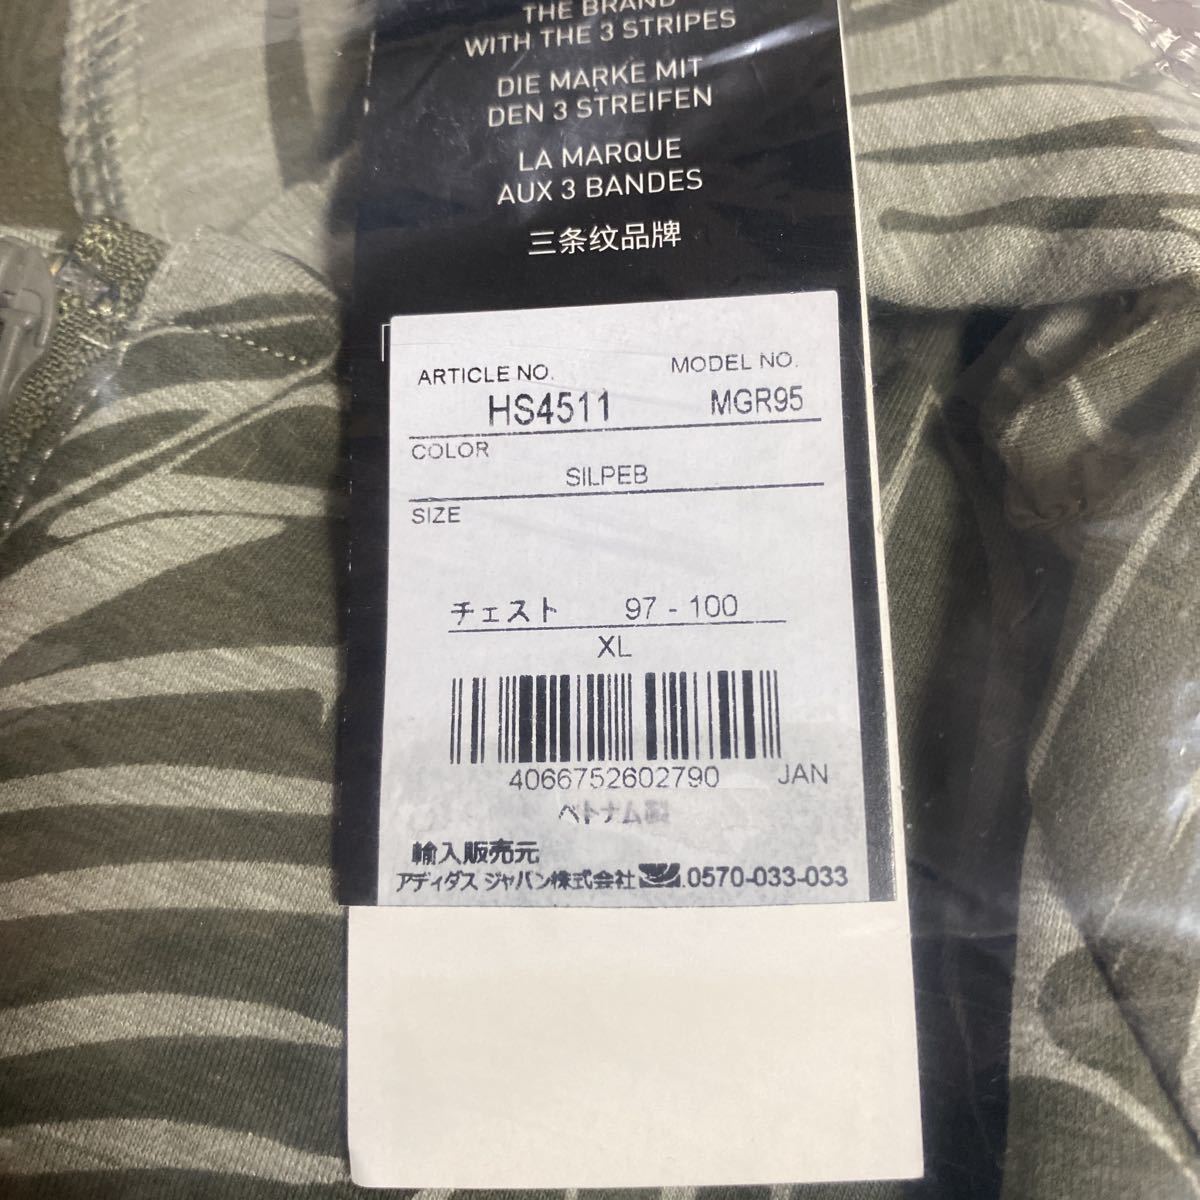 THE BRAND
WITH THE 3 STRIPES
DIE MARKE MIT
DEN 3 STREIFEN
LA MARQUE
AUX 3 BANDES
三条纹品牌
ARTICLE NO. MODEL NO.
HS4511 MGR95
COLOR
SILPEB
SIZE
チェスト 97 - 100
XL
4066752602790 JAN
ベトナム製
輸入販売元
アディダス ジャパン株式会社 0570-033-033